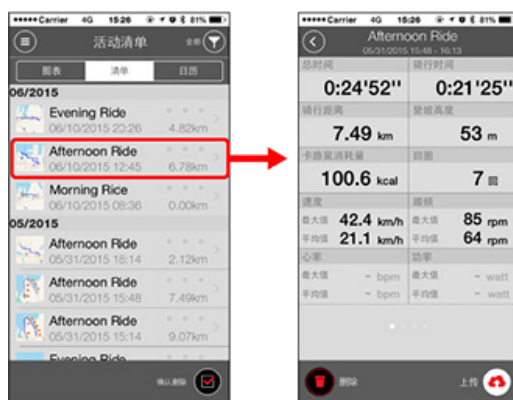 Carrier 4G 15:26 81%
活动清单
全部
图表 清单 日历
06/2015
Evening Ride
06/10/2015 20:26 4.82km
Afternoon Ride
06/10/2015 12:45 6.78km
Morning Rice
06/10/2015 08:36 0.00km
05/2015
Afternoon Ride
05/31/2015 16:14 2.12km
Afternoon Ride
05/31/2015 15:48 7.49km
Afternoon Ride
05/31/2015 15:14 9.07km
Evening Ride
确认删除
Carrier 4G 15:26 81%
Afternoon Ride
05/31/2015 15:48 - 16:13
总时间 骑行时间
0:24'52'' 0:21'25''
骑行距离 登坡高度
7.49 km 53 m
卡路里消耗量 回圈
100.6 kcal 7 回
速度 踏频
最大值 42.4 km/h 最大值 85 rpm
平均值 21.1 km/h 平均值 64 rpm
心率 功率
最大值 - bpm 最大值 - watt
平均值 - bpm 平均值 - watt
删除 上传